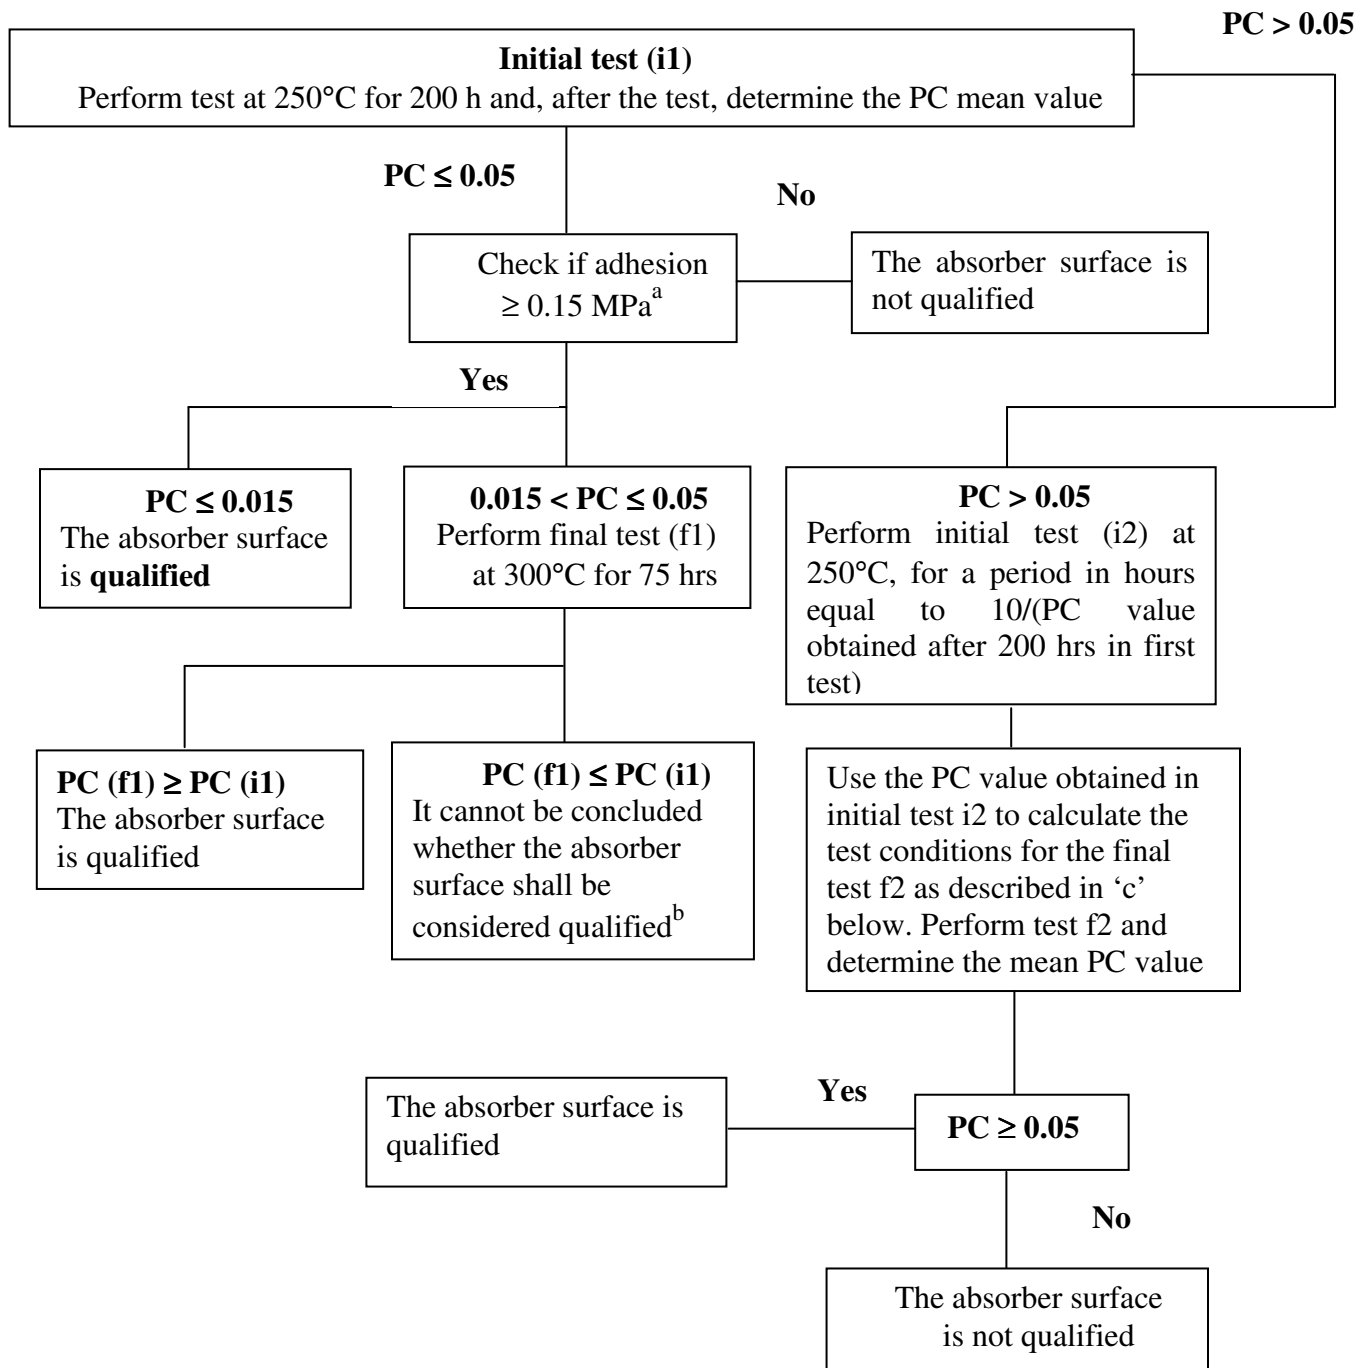 PC > 0.05
Initial test (i1)
Perform test at 250°C for 200 h and, after the test, determine the PC mean value
PC ≤ 0.05
No
Check if adhesion
≥ 0.15 MPaᵃ
The absorber surface is
not qualified
Yes
PC ≤ 0.015
The absorber surface
is qualified
0.015 < PC ≤ 0.05
Perform final test (f1)
at 300°C for 75 hrs
PC > 0.05
Perform initial test (i2) at
250°C, for a period in hours
equal to 10/(PC value
obtained after 200 hrs in first
test)
PC (f1) ≥ PC (i1)
The absorber surface
is qualified
PC (f1) ≤ PC (i1)
It cannot be concluded
whether the absorber
surface shall be
considered qualifiedᵇ
Use the PC value obtained in
initial test i2 to calculate the
test conditions for the final
test f2 as described in ‘c’
below. Perform test f2 and
determine the mean PC value
The absorber surface is
qualified
Yes
PC ≥ 0.05
No
The absorber surface
is not qualified